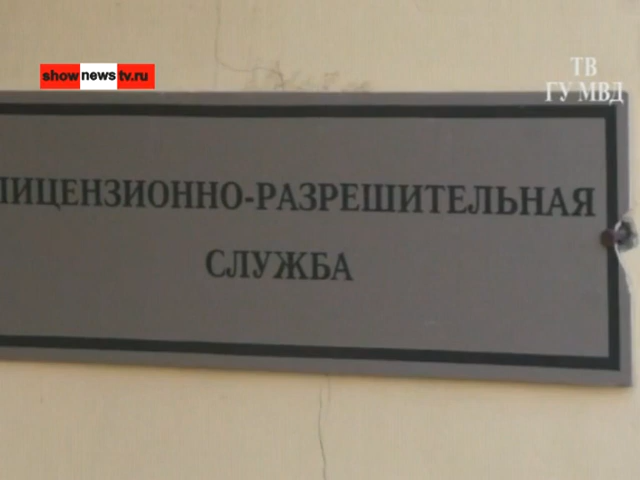 shownewstv.ru
ТВ
ГУ МВД
ЛИЦЕНЗИОННО-РАЗРЕШИТЕЛЬНАЯ
СЛУЖБА